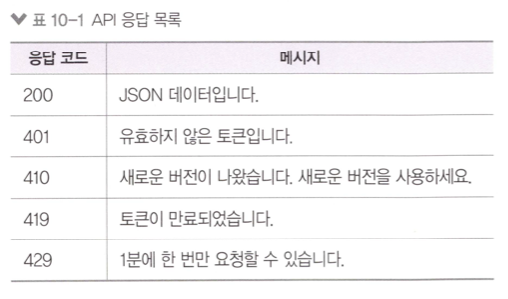 표 10-1 API 응답 목록
응답 코드 메시지
200 JSON 데이터입니다.
401 유효하지 않은 토큰입니다.
410 새로운 버전이 나왔습니다. 새로운 버전을 사용하세요.
419 토큰이 만료되었습니다.
429 1분에 한 번만 요청할 수 있습니다.